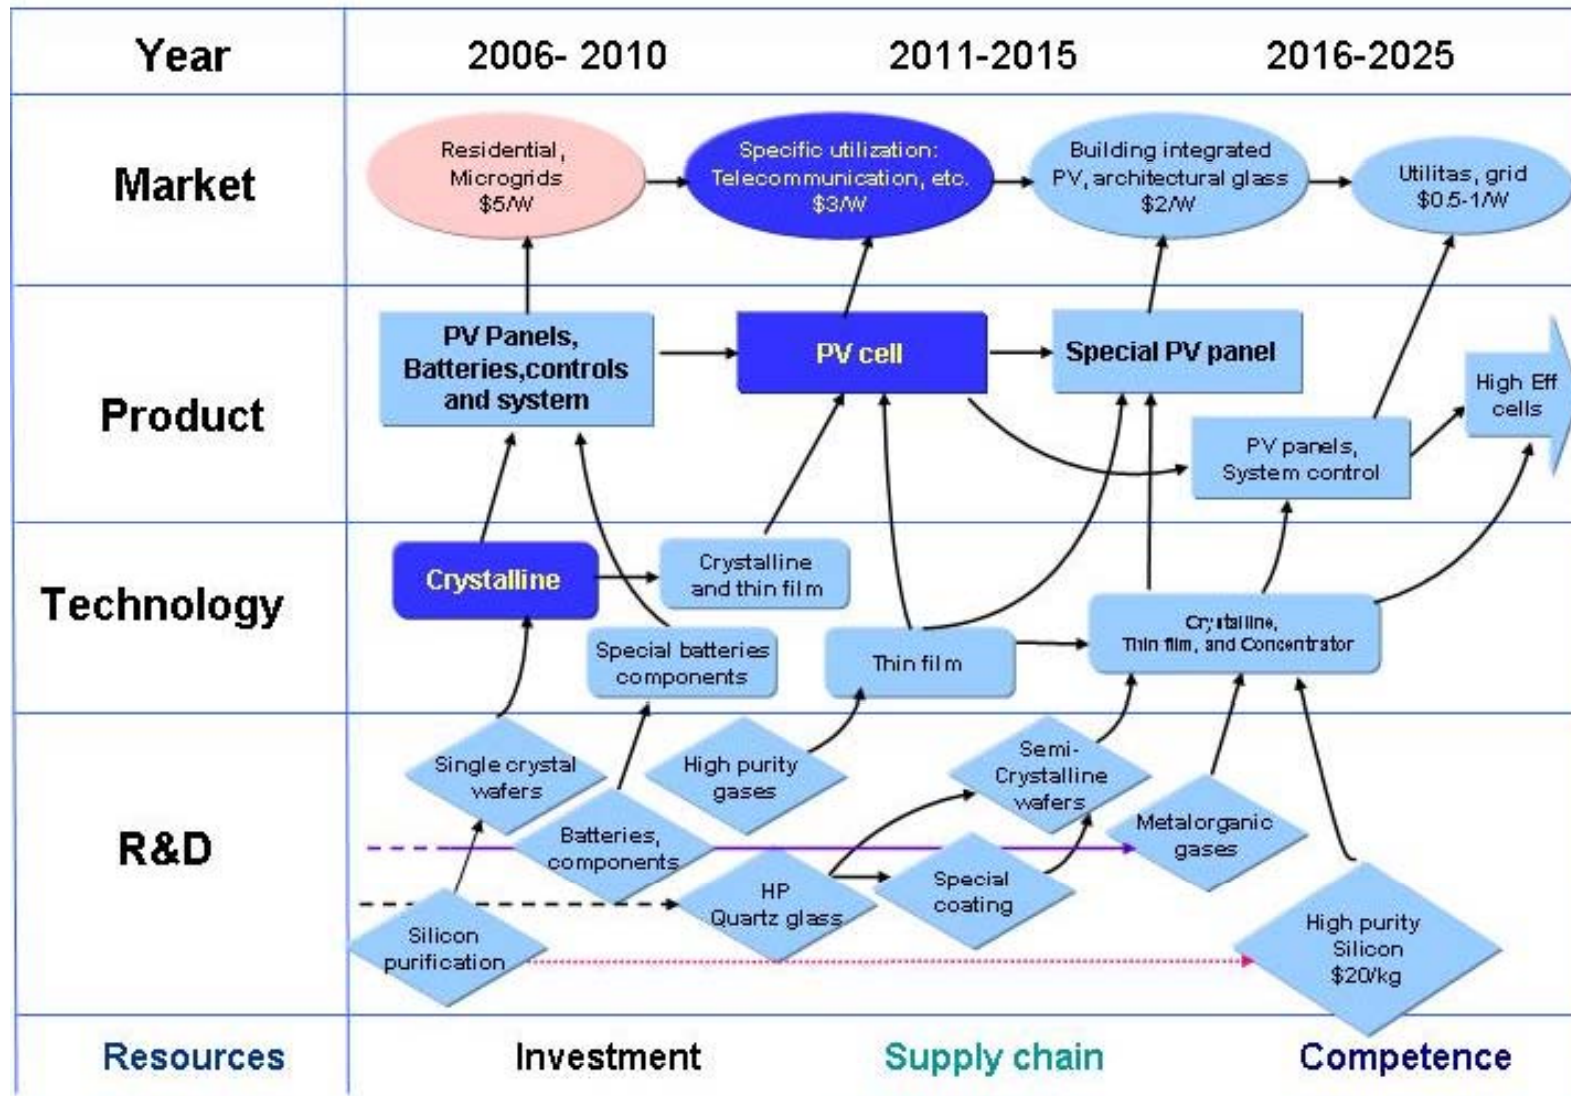 Year
2006- 2010
2011-2015
2016-2025
Market
Residential,
Microgrids
$5/W
Specific utilization:
Telecommunication, etc.
$3/W
Building integrated
PV, architectural glass
$2/W
Utilitas, grid
$0.5-1/W
Product
PV Panels,
Batteries,controls
and system
PV cell
Special PV panel
PV panels,
System control
High Eff
cells
Technology
Crystalline
Crystalline
and thin film
Special batteries
components
Thin film
Crystalline,
Thin film, and Concentrator
R&D
Single crystal
wafers
High purity
gases
Semi-
Crystalline
wafers
Batteries,
components
Metalorganic
gases
HP
Quartz glass
Special
coating
Silicon
purification
High purity
Silicon
$20/kg
Resources
Investment
Supply chain
Competence